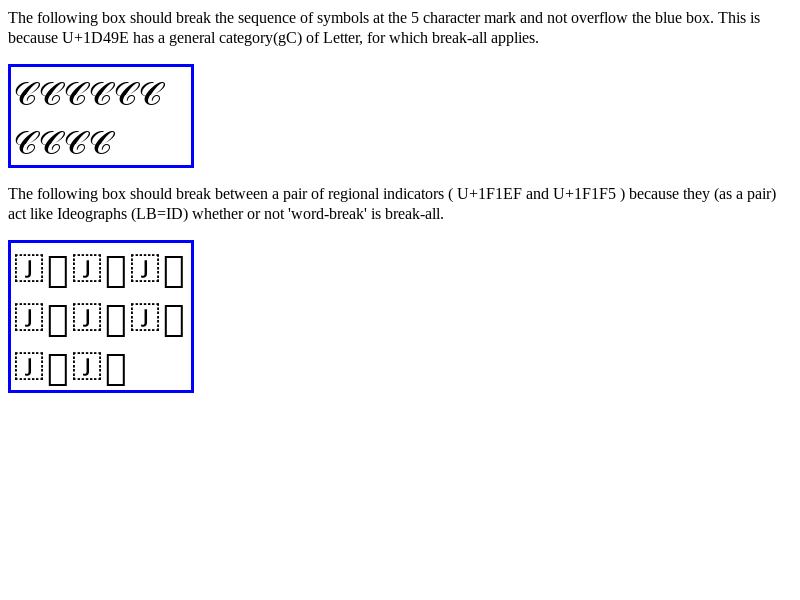 The following box should break the sequence of symbols at the 5 character mark and not overflow the blue box. This is
because U+1D49E has a general category(gC) of Letter, for which break-all applies.
𝒞𝒞𝒞𝒞𝒞𝒞
𝒞𝒞𝒞𝒞
The following box should break between a pair of regional indicators ( U+1F1EF and U+1F1F5 ) because they (as a pair)
act like Ideographs (LB=ID) whether or not 'word-break' is break-all.
J J J
J J J
J J